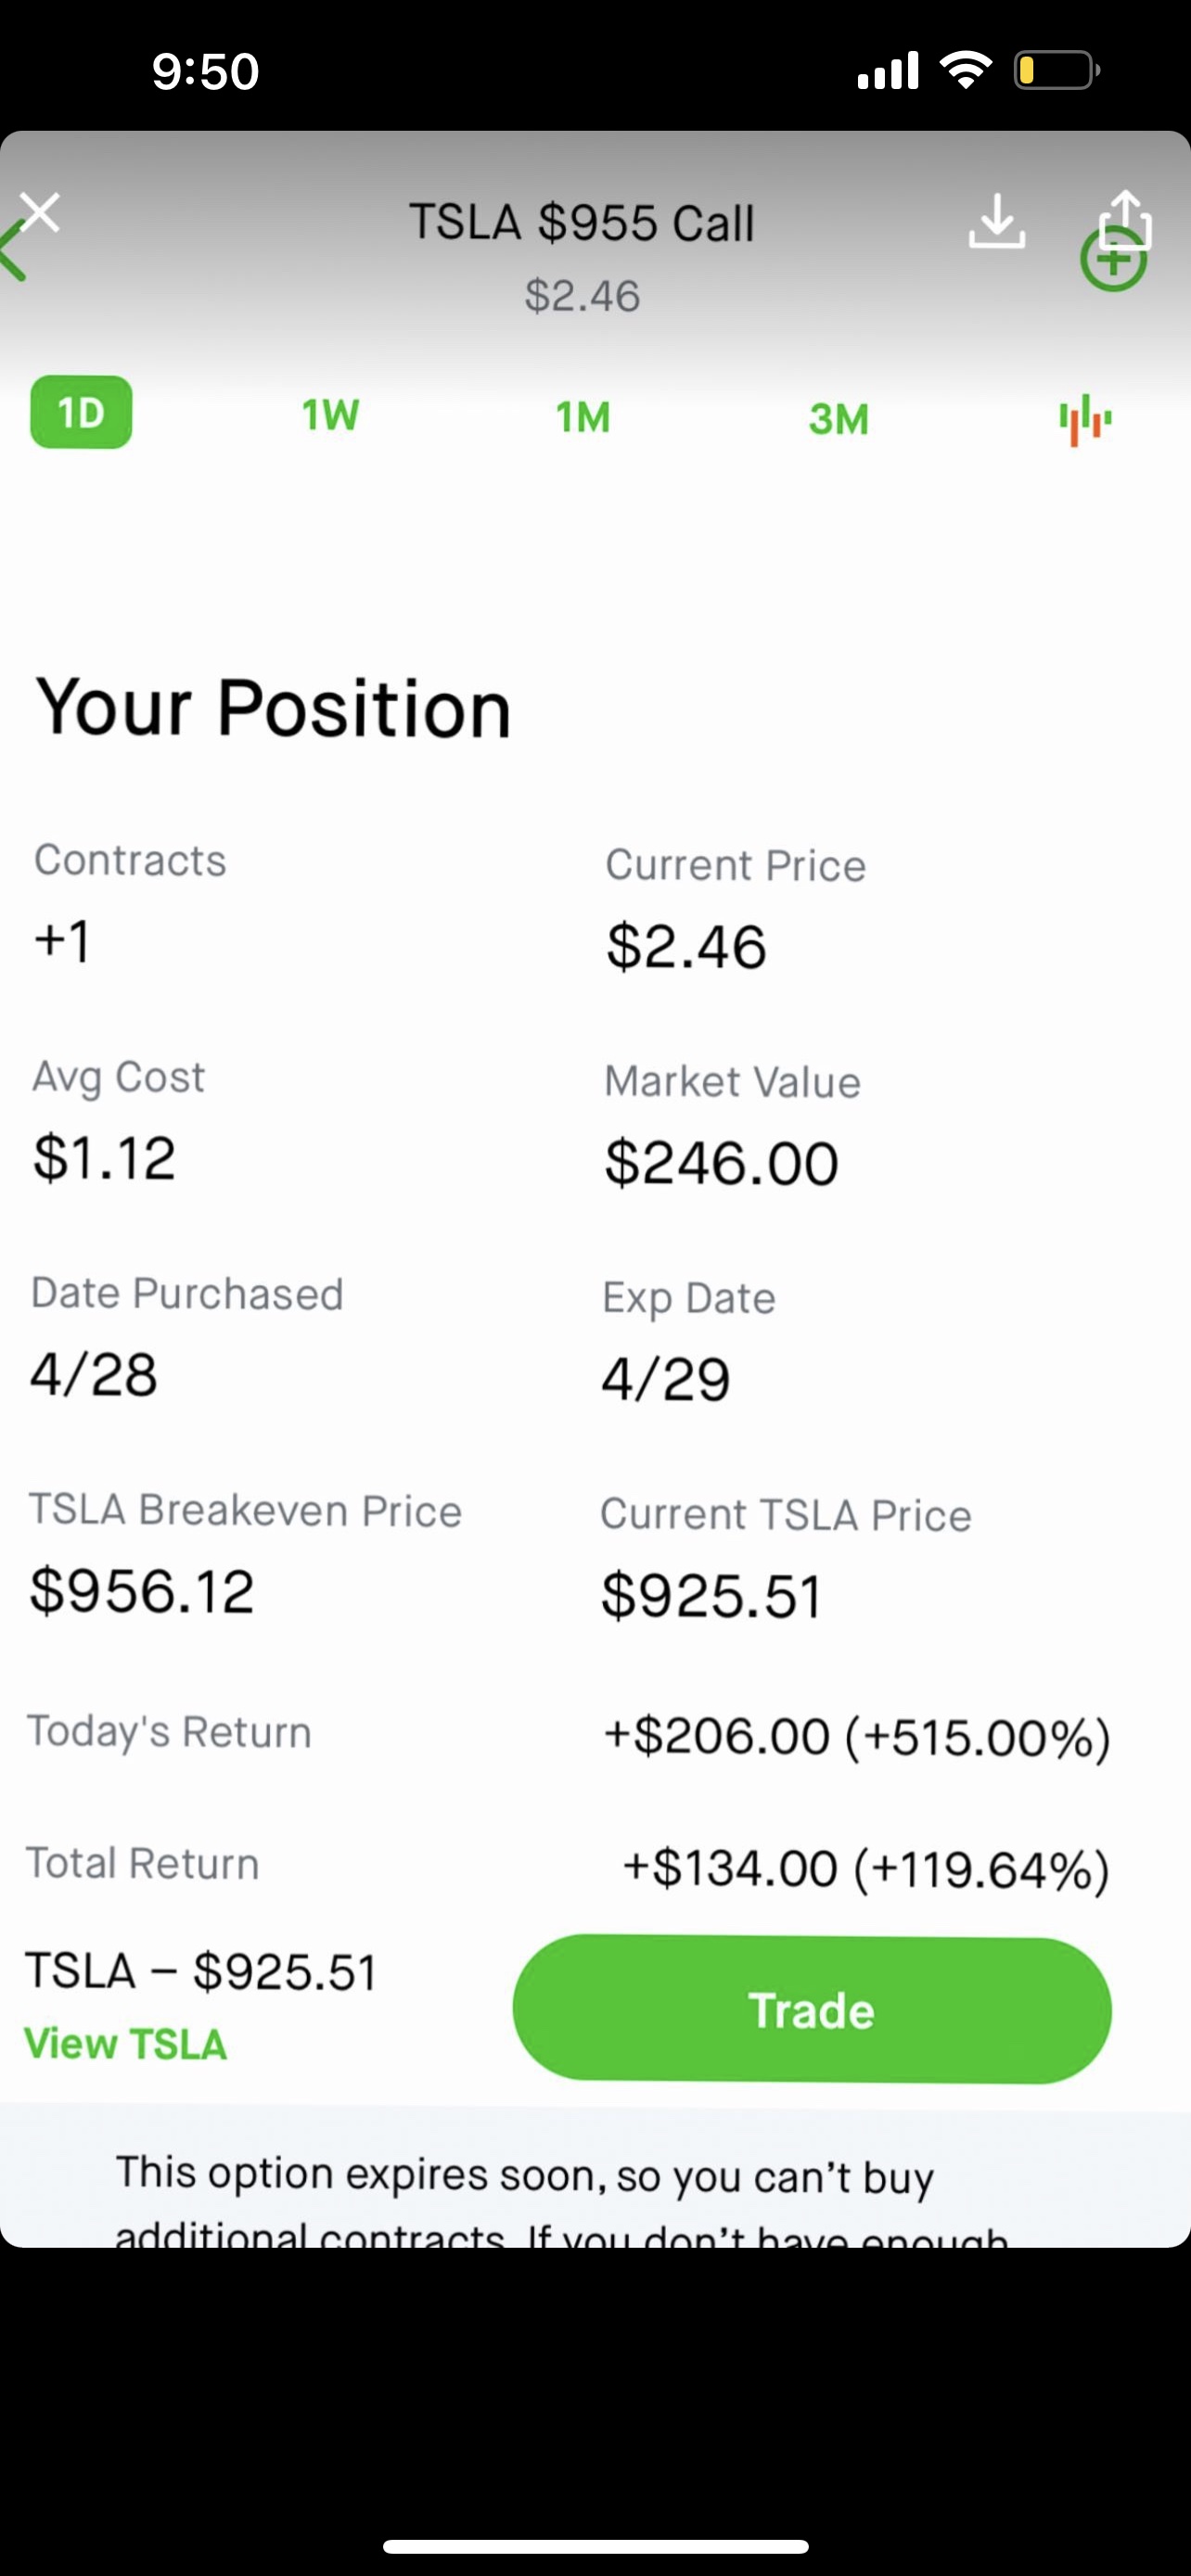 9:50
TSLA $955 Call
$2.46
1D 1W 1M 3M
Your Position
Contracts Current Price
+1 $2.46
Avg Cost Market Value
$1.12 $246.00
Date Purchased Exp Date
4/28 4/29
TSLA Breakeven Price Current TSLA Price
$956.12 $925.51
Today's Return +$206.00 (+515.00%)
Total Return +$134.00 (+119.64%)
TSLA – $925.51
View TSLA
Trade
This option expires soon, so you can’t buy
additional contracts. If you don’t have enough